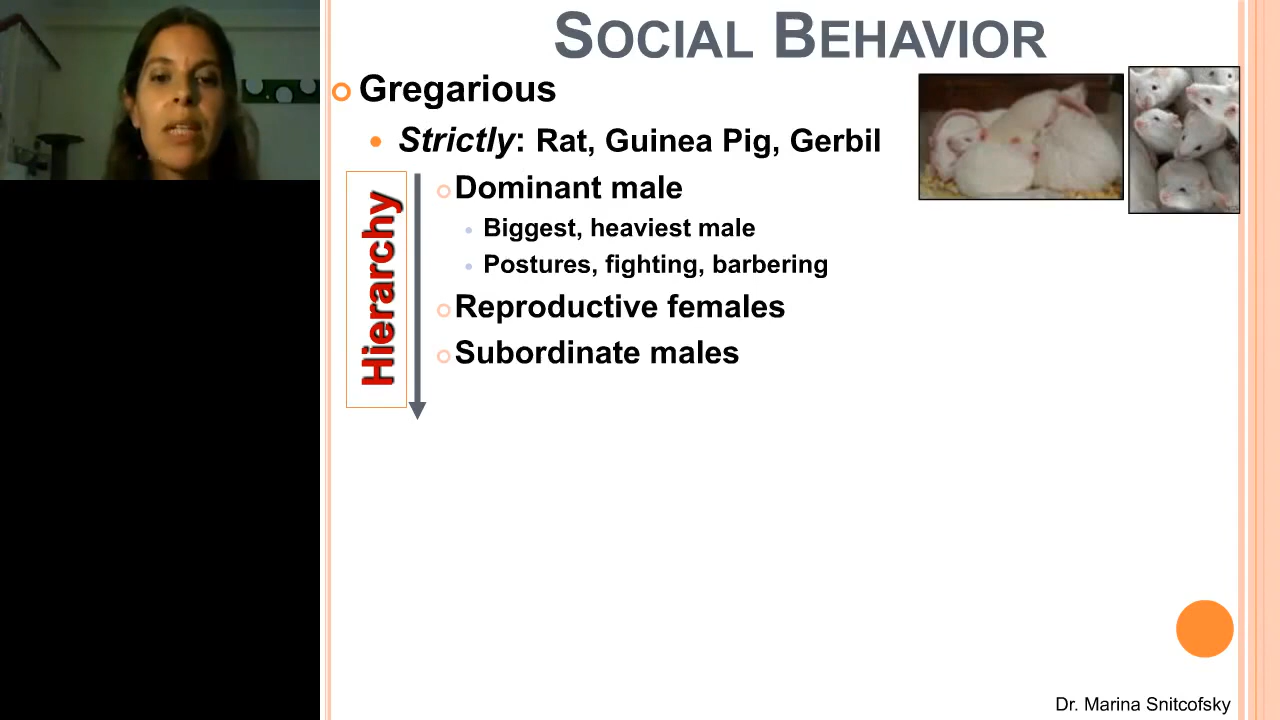 SOCIAL BEHAVIOR
Gregarious
Strictly: Rat, Guinea Pig, Gerbil
Hierarchy
Dominant male
Biggest, heaviest male
Postures, fighting, barbering
Reproductive females
Subordinate males
Dr. Marina Snitcofsky